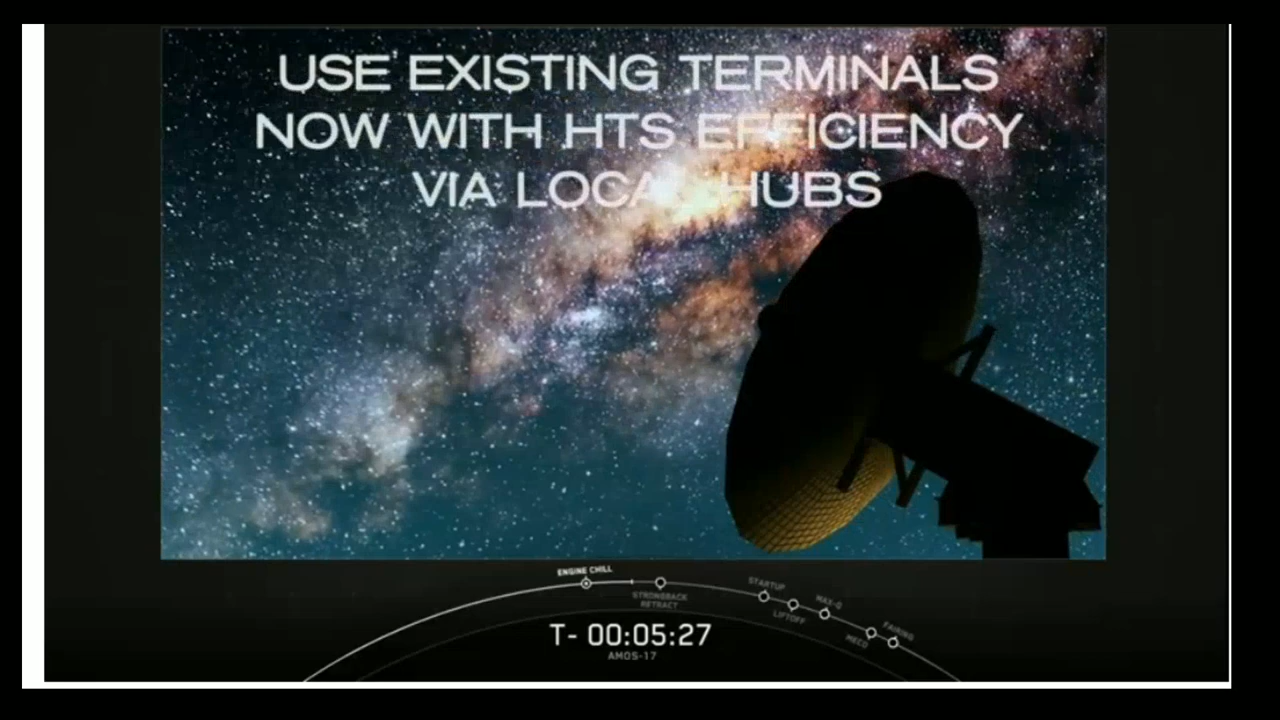 USE EXISTING TERMINALS
NOW WITH HTS EFFICIENCY
VIA LOCAL HUBS
ENGINE CHILL
STRONGBACK
RETRACT
STARTUP
LIFTOFF
MAX-Q
MECO
FAIRING
T- 00:05:27
AMOS-17